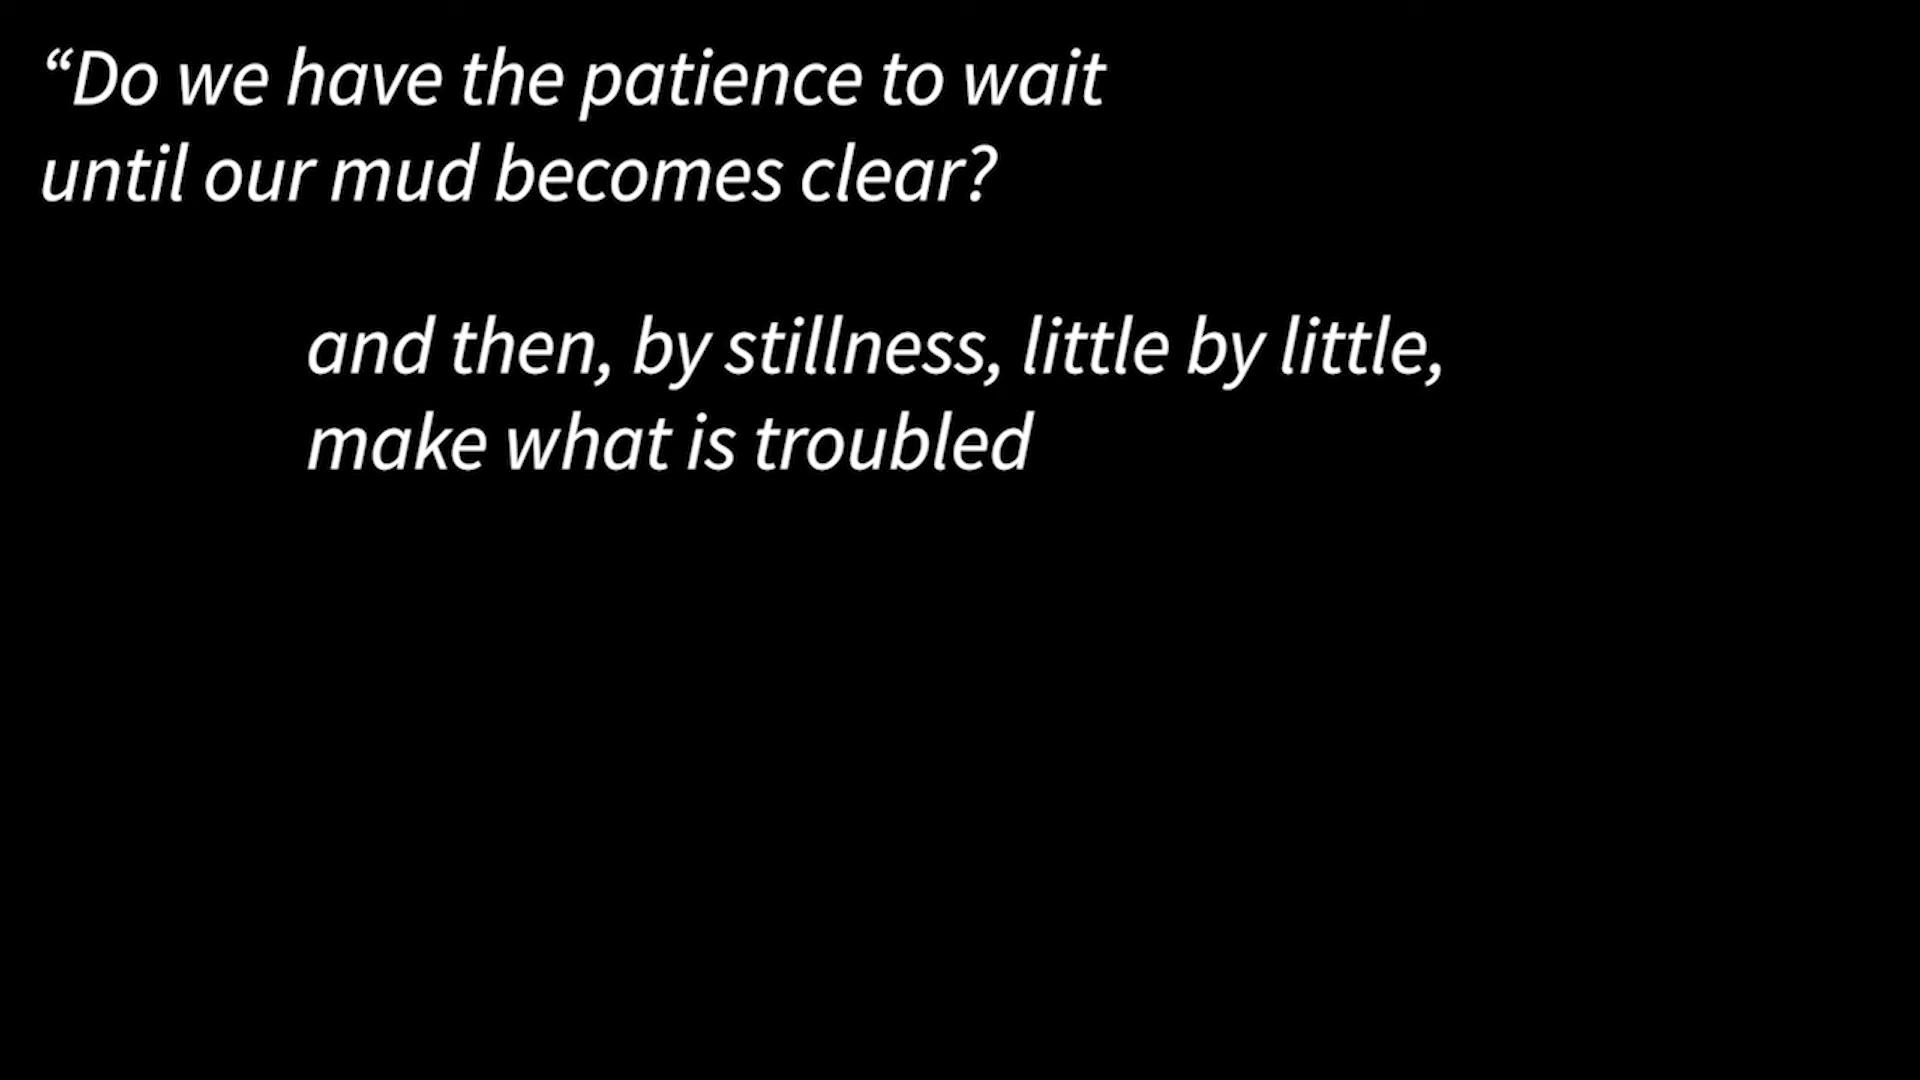 “Do we have the patience to wait
until our mud becomes clear?
and then, by stillness, little by little,
make what is troubled